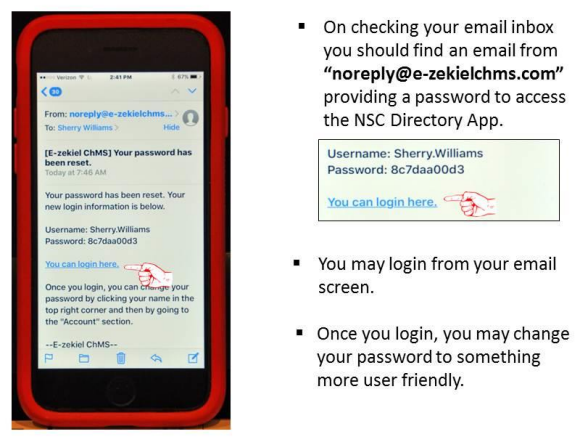 Verizon 2:41 PM 67%
From: noreply@e-zekielchms...
To: Sherry Williams Hide
[E-zekiel ChMS] Your password has
been reset.
Today at 7:46 AM
Your password has been reset. Your
new login information is below.
Username: Sherry.Williams
Password: 8c7daa00d3
You can login here.
Once you login, you can change your
password by clicking your name in the
top right corner and then by going to
the "Account" section.
--E-zekiel ChMS--
▪ On checking your email inbox
you should find an email from
“noreply@e-zekielchms.com”
providing a password to access
the NSC Directory App.
Username: Sherry.Williams
Password: 8c7daa00d3
You can login here.
▪ You may login from your email
screen.
▪ Once you login, you may change
your password to something
more user friendly.